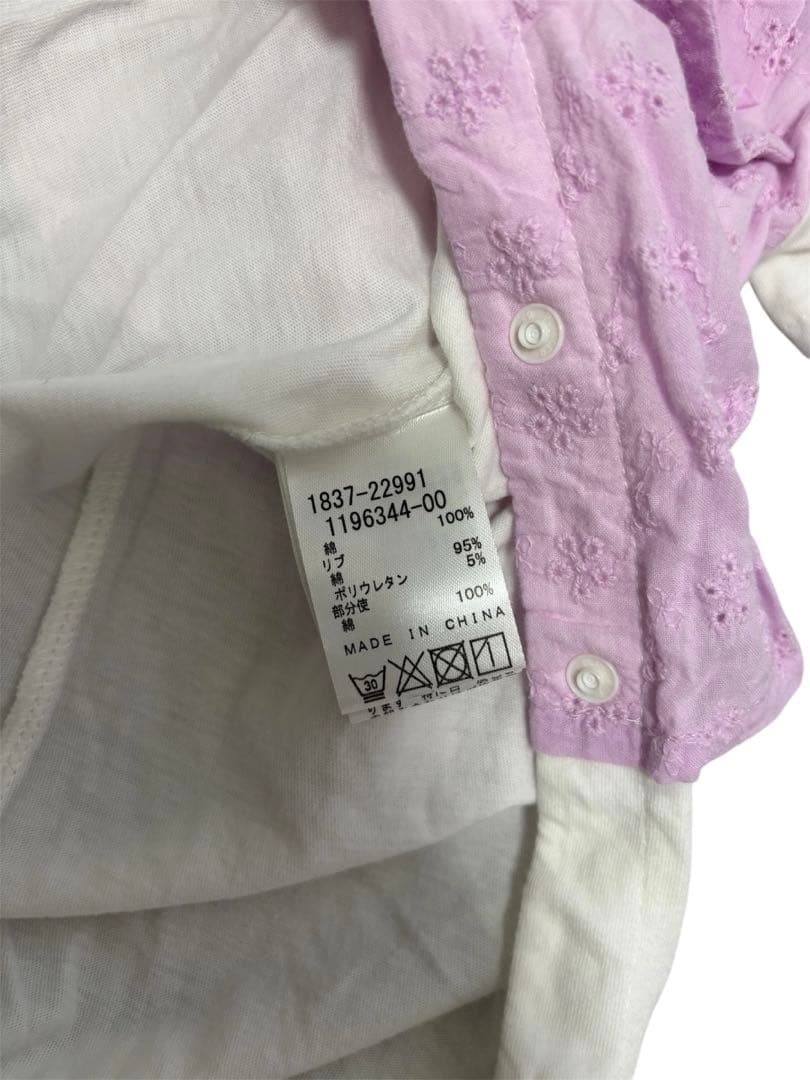 1837-22991
1196344-00
綿 100%
リブ
綿 95%
ポリウレタン 5%
部分使
綿 100%
MADE IN CHINA
30